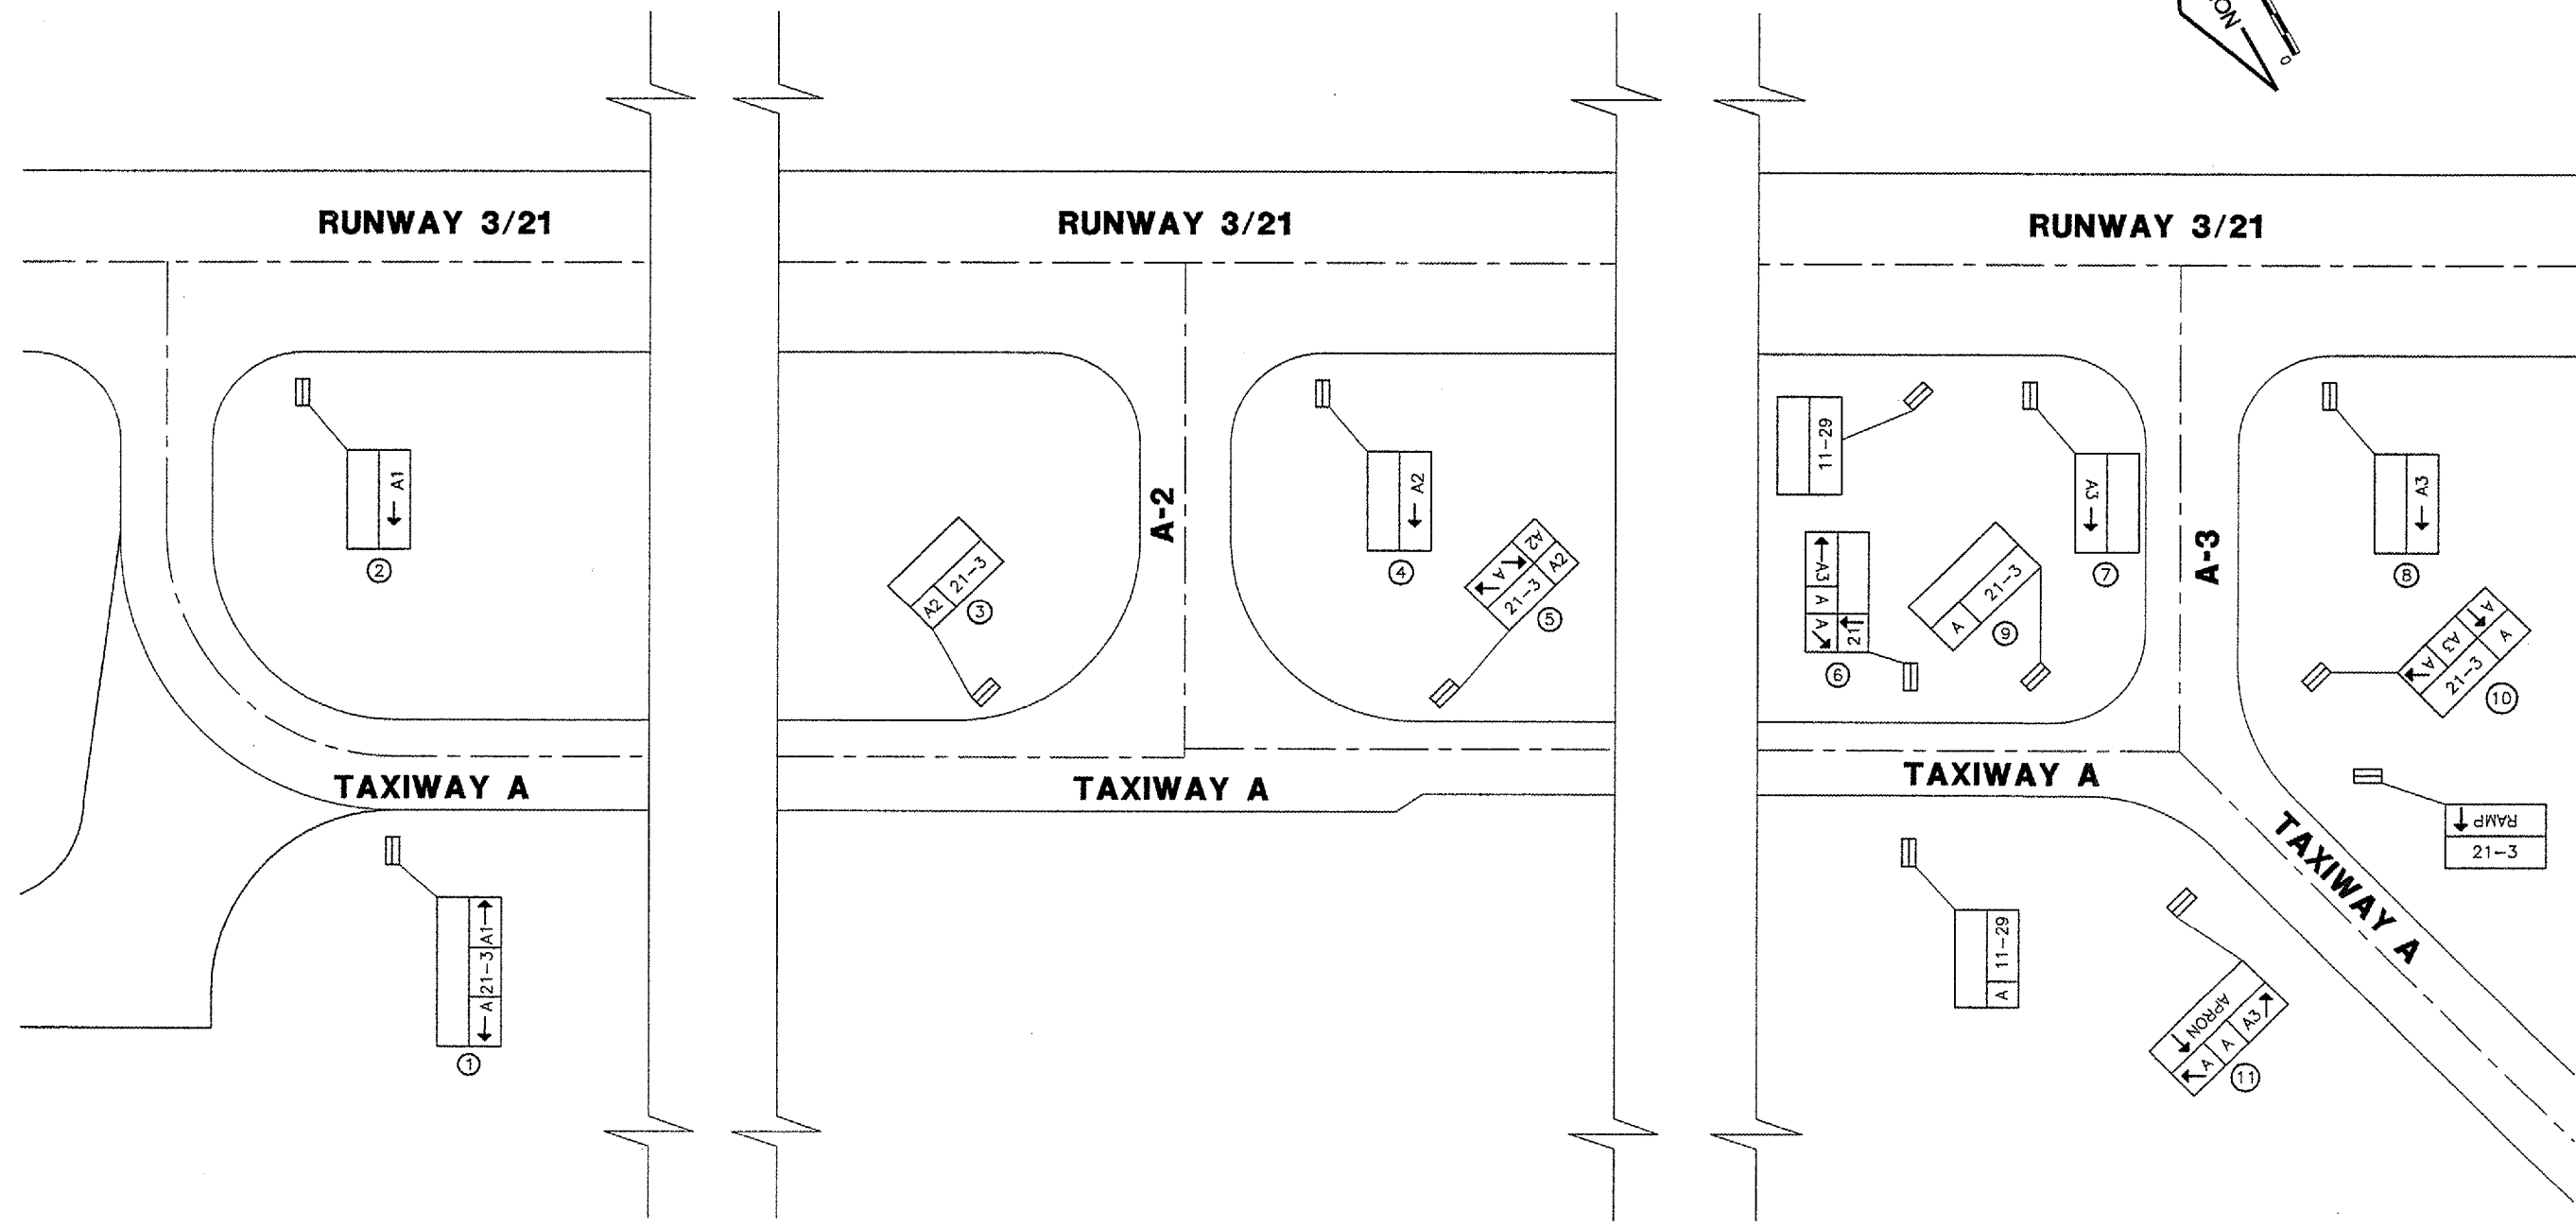 0
RUNWAY 3/21
RUNWAY 3/21
RUNWAY 3/21
← A1
2
A2 21-3
3
A-2
← A2
4
A A2
21-3 A2
5
11-29
A A A3
21
6
A 21-3
9
← A3
7
A-3
← A3
8
A A3 A
21-3 A
10
TAXIWAY A
TAXIWAY A
TAXIWAY A
TAXIWAY A
← RAMP
21-3
← A 21-3 A1 →
1
A 11-29
← APRON
A A A3
11